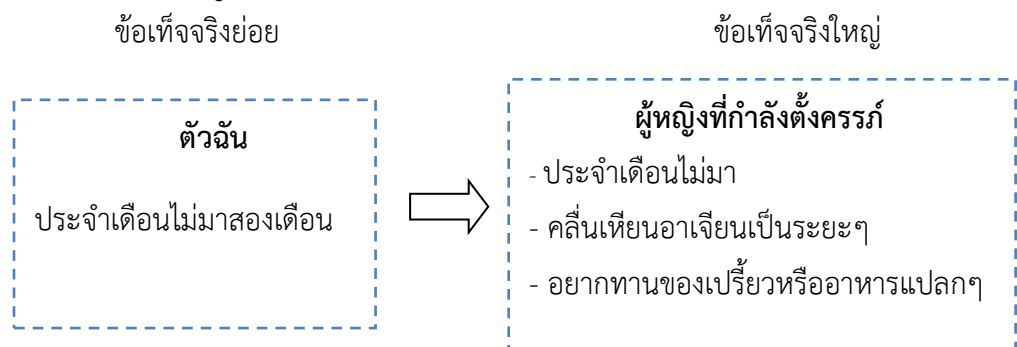 ข้อเท็จจริงย่อย
ข้อเท็จจริงใหญ่
ตัวฉัน
ประจำเดือนไม่มาสองเดือน
ผู้หญิงที่กำลังตั้งครรภ์
- ประจำเดือนไม่มา
- คลื่นเหียนอาเจียนเป็นระยะๆ
- อยากทานของเปรี้ยวหรืออาหารแปลกๆ